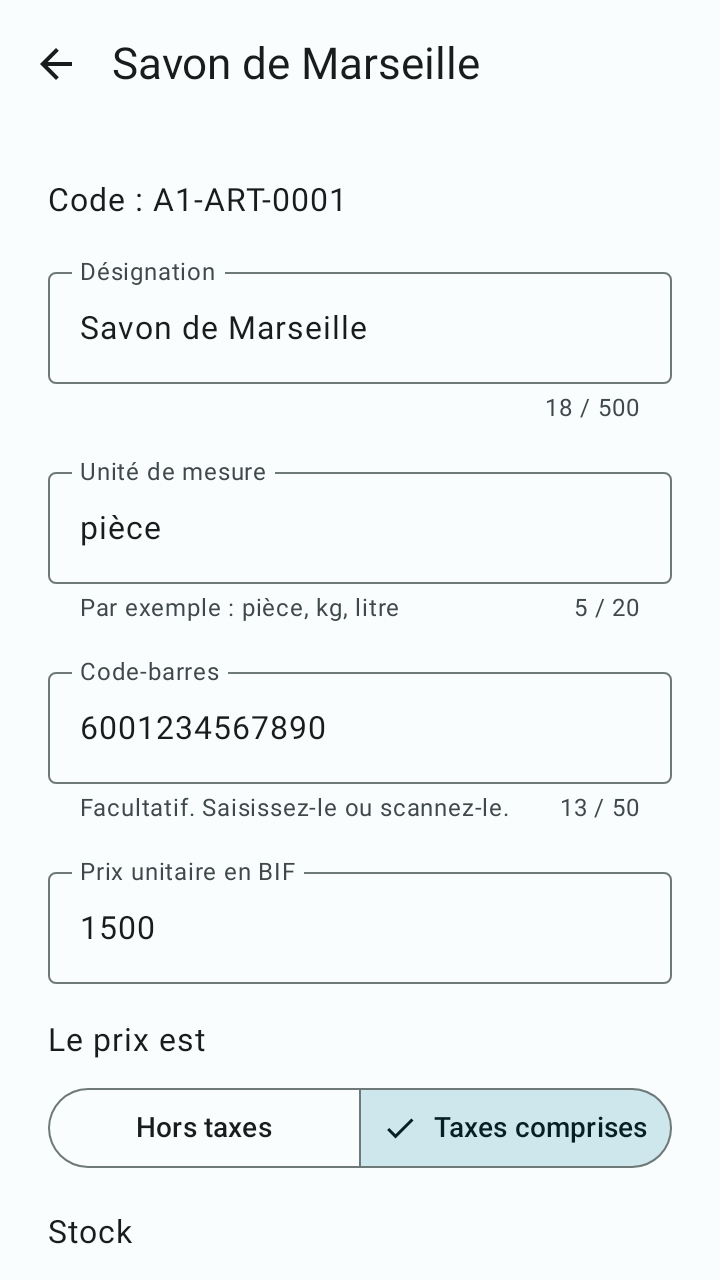 Savon de Marseille
Code : A1-ART-0001
Désignation
Savon de Marseille
18 / 500
Unité de mesure
pièce
Par exemple : pièce, kg, litre 5 / 20
Code-barres
6001234567890
Facultatif. Saisissez-le ou scannez-le. 13 / 50
Prix unitaire en BIF
1500
Le prix est
Hors taxes Taxes comprises
Stock